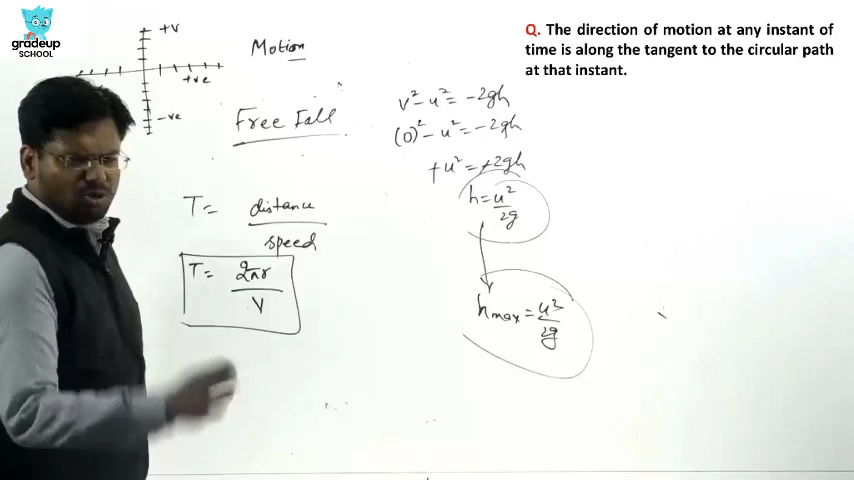 gradeup
SCHOOL
+v
+ve
-ve
Motion
Free Fall
T = distance
speed
T = 2πr
V
v² - u² = -2gh
(0)² - u² = -2gh
+u² = +2gh
h = u²
2g
hmax = u²
2g
Q. The direction of motion at any instant of
time is along the tangent to the circular path
at that instant.